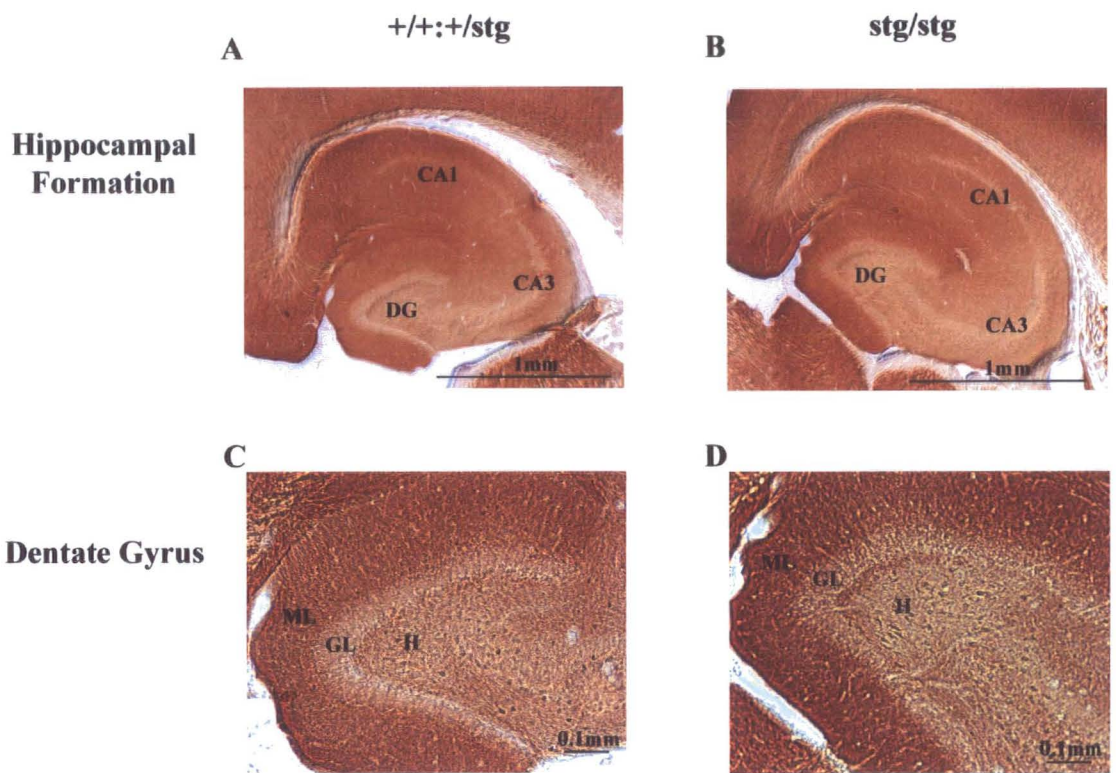 +/+:+/stg
stg/stg
A
B
Hippocampal
Formation
CA1
CA3
DG
1mm
CA1
DG
CA3
1mm
C
D
Dentate Gyrus
ML
GL
H
0.1mm
ML
GL
H
0.1mm